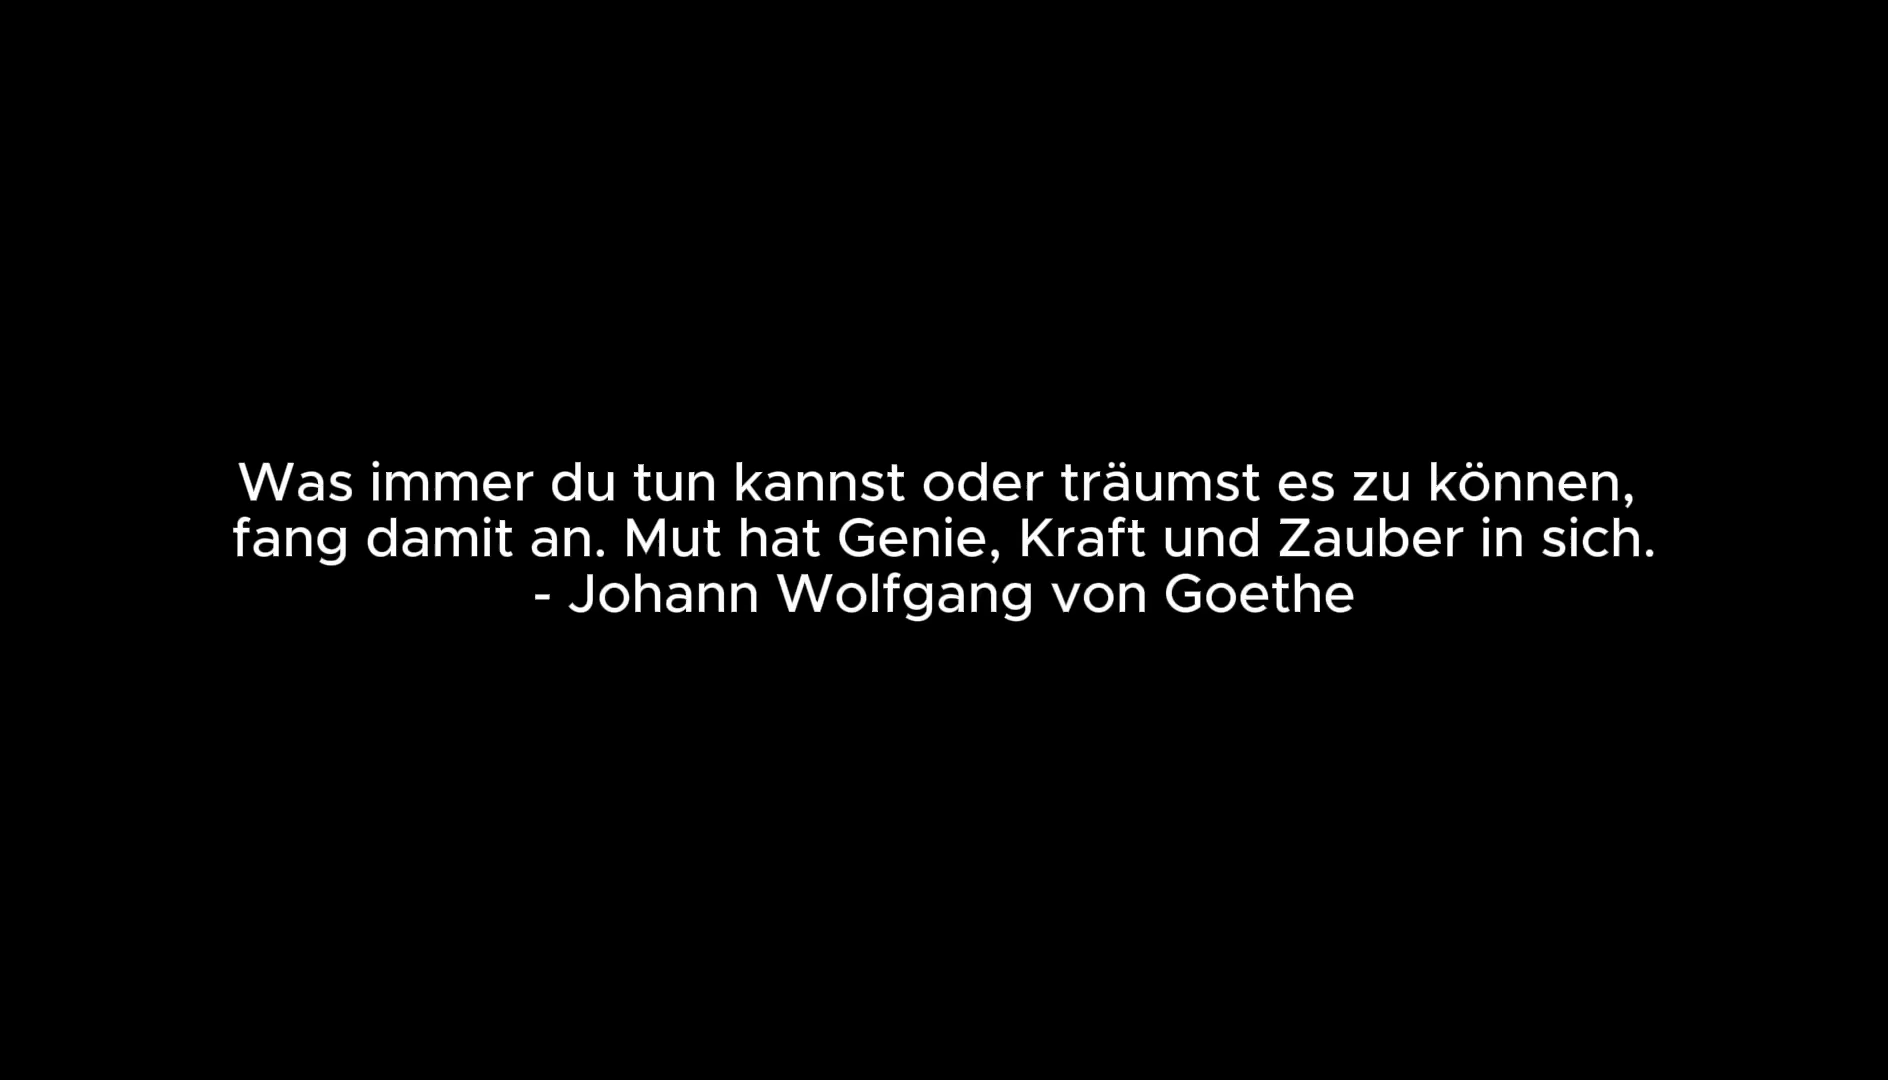 Was immer du tun kannst oder träumst es zu können,
fang damit an. Mut hat Genie, Kraft und Zauber in sich.
- Johann Wolfgang von Goethe